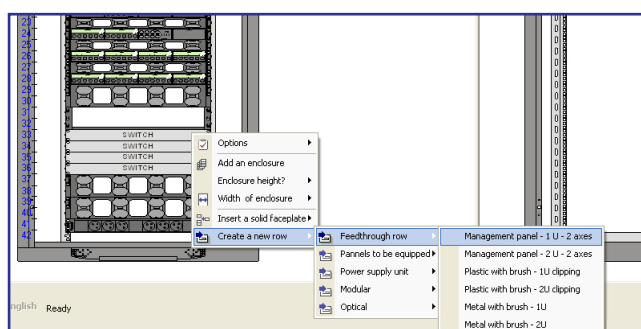 23
24
25
26
27
28
29
30
31
32
33
34
35
36
37
38
39
40
41
42
SWITCH
SWITCH
SWITCH
SWITCH
Options
Add an enclosure
Enclosure height?
Width of enclosure
Insert a solid faceplate
Create a new row
Feedthrough row
Pannels to be equipped
Power supply unit
Modular
Optical
Management panel - 1 U - 2 axes
Management panel - 2 U - 2 axes
Plastic with brush - 1U clipping
Plastic with brush - 2U clipping
Metal with brush - 1U
Metal with brush - 2U
nglish
Ready